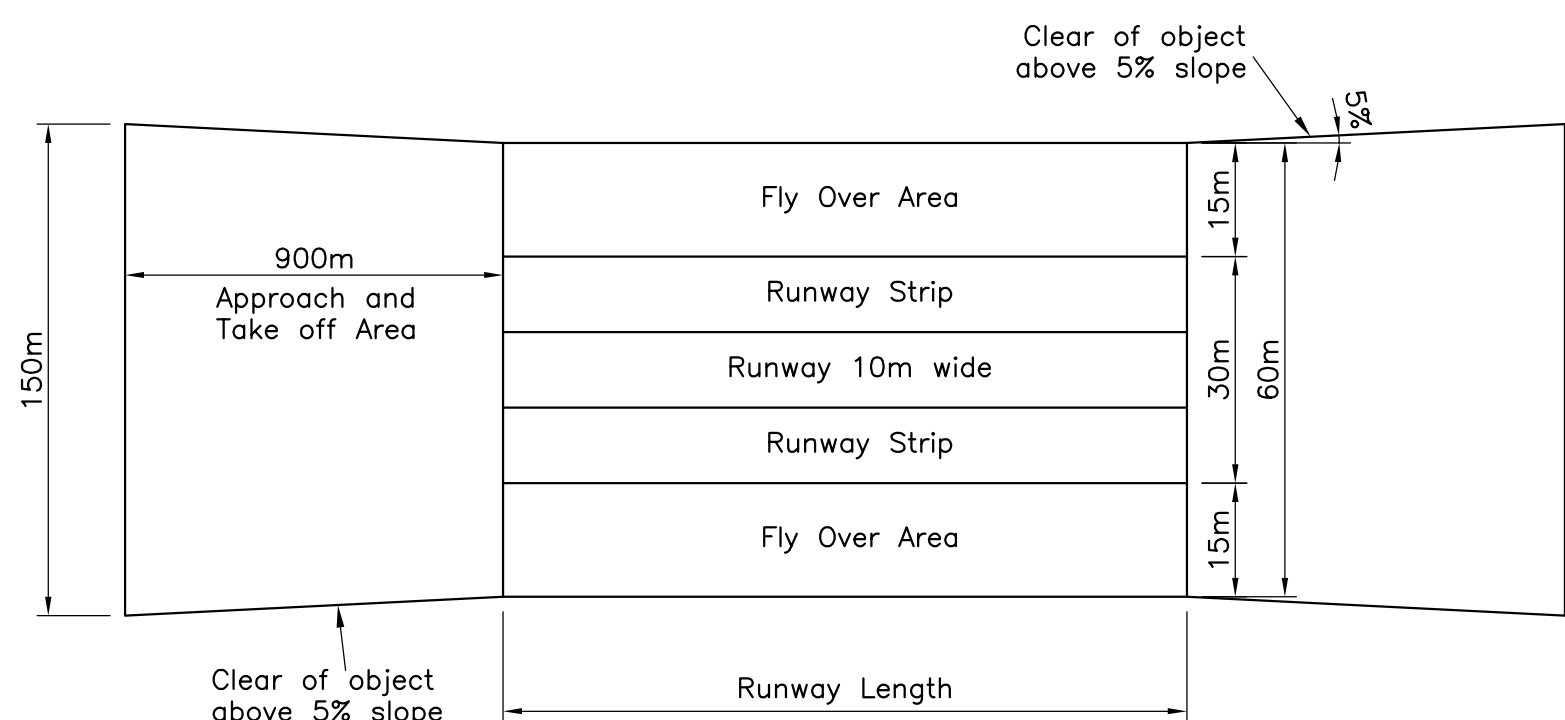 Clear of object
above 5% slope
5%
Fly Over Area
15m
900m
Approach and
Take off Area
Runway Strip
150m
Runway 10m wide
30m
60m
Runway Strip
Fly Over Area
15m
Clear of object
above 5% slope
Runway Length